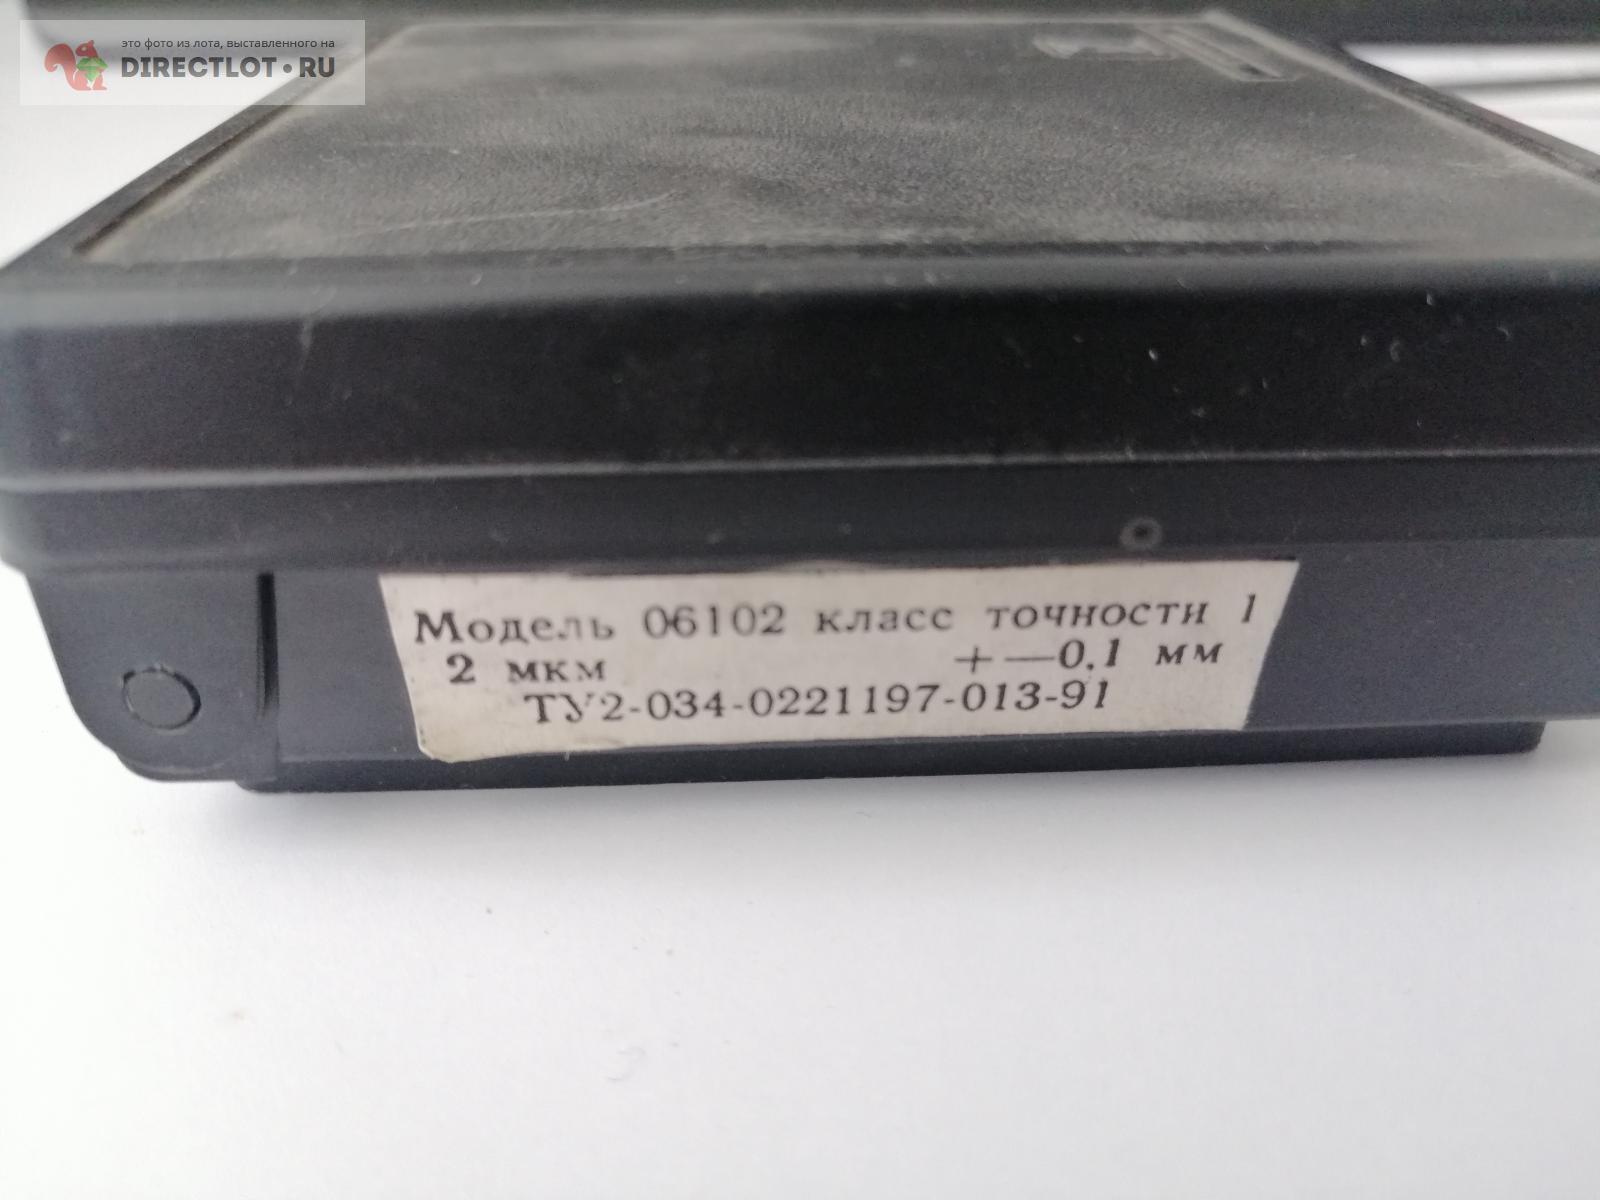 это фото из лота, выставленного на
DIRECTLOT.RU
Модель 06102 класс точности 1
2 мкм +—0,1 мм
ТУ2-034-0221197-013-91